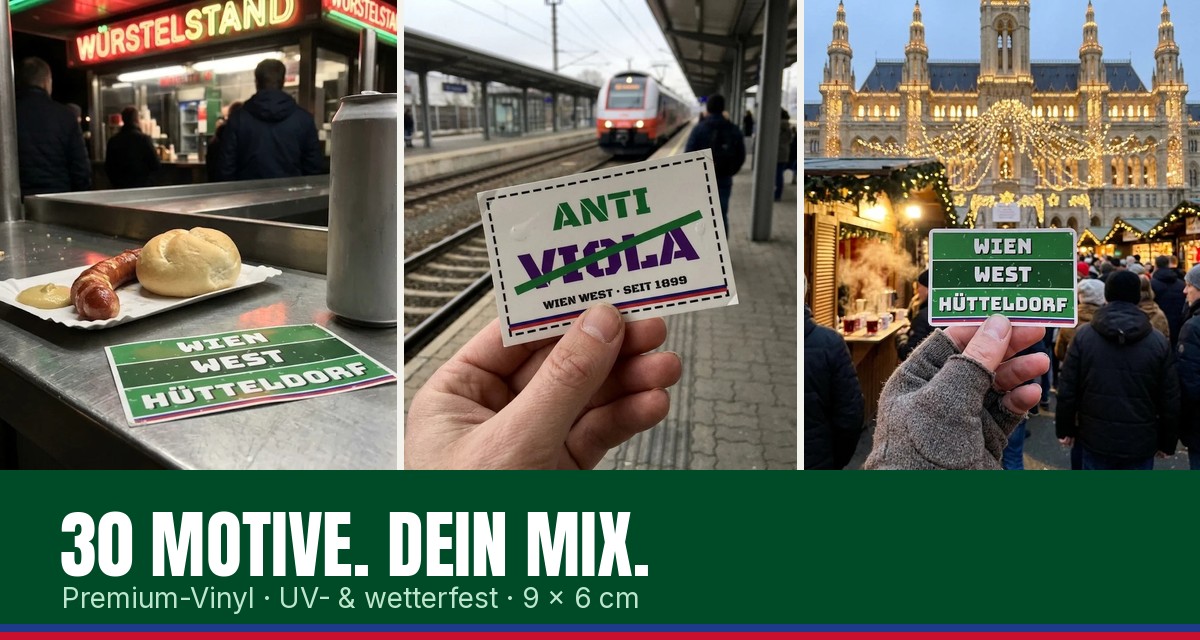 WÜRSTELSTAND
WÜRSTELSTAND
WIEN
WEST
HÜTTELDORF
ANTI
VIOLA
WIEN WEST · SEIT 1899
WIEN
WEST
HÜTTELDORF
30 MOTIVE. DEIN MIX.
Premium-Vinyl · UV- & wetterfest · 9 × 6 cm